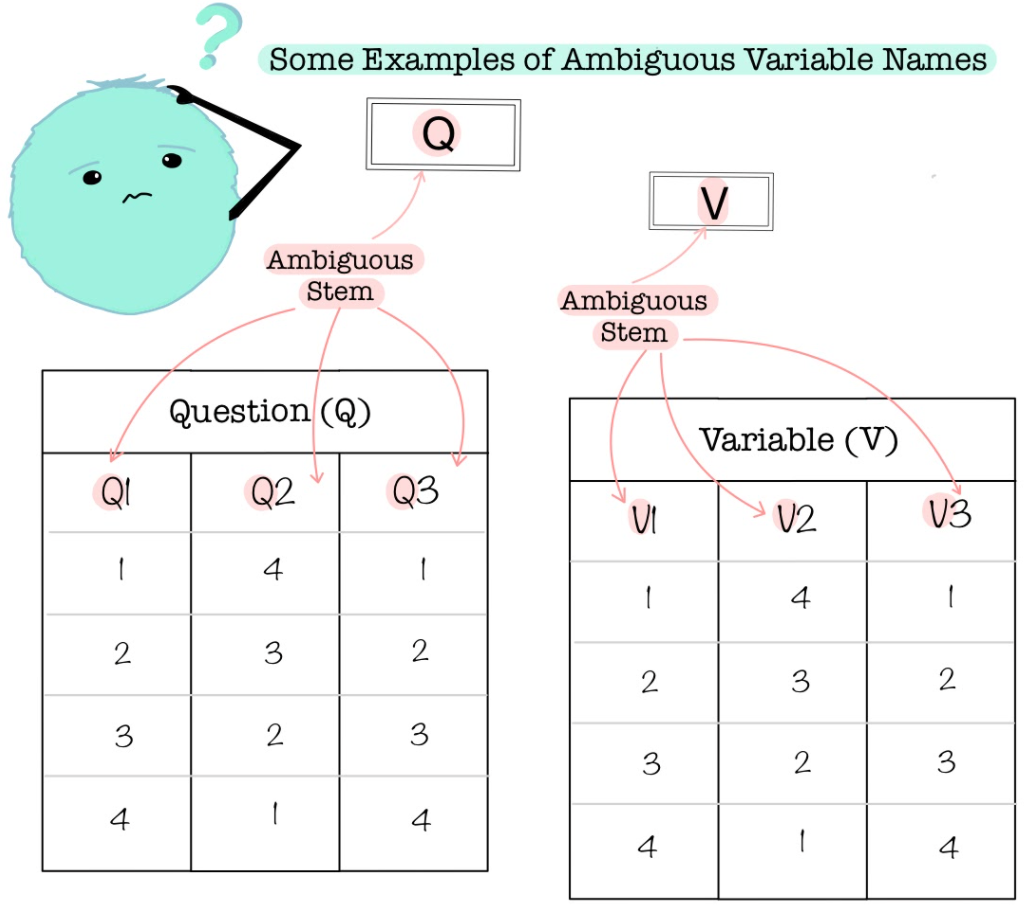 ?
Some Examples of Ambiguous Variable Names
Q
V
Ambiguous
Stem
Ambiguous
Stem
Question (Q)
Q1 Q2 Q3
1 4 1
2 3 2
3 2 3
4 1 4
Variable (V)
V1 V2 V3
1 4 1
2 3 2
3 2 3
4 1 4